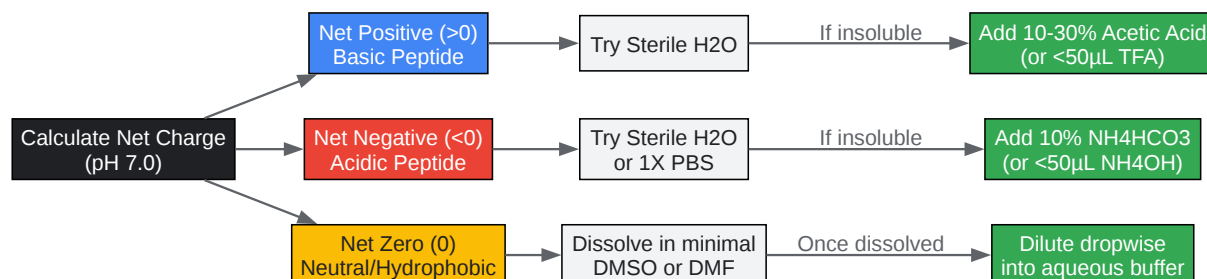 Net Positive (>0)
Basic Peptide
Try Sterile H2O
If insoluble
Add 10-30% Acetic Acid
(or <50µL TFA)
Calculate Net Charge
(pH 7.0)
Net Negative (<0)
Acidic Peptide
Try Sterile H2O
or 1X PBS
If insoluble
Add 10% NH4HCO3
(or <50µL NH4OH)
Net Zero (0)
Neutral/Hydrophobic
Dissolve in minimal
DMSO or DMF
Once dissolved
Dilute dropwise
into aqueous buffer